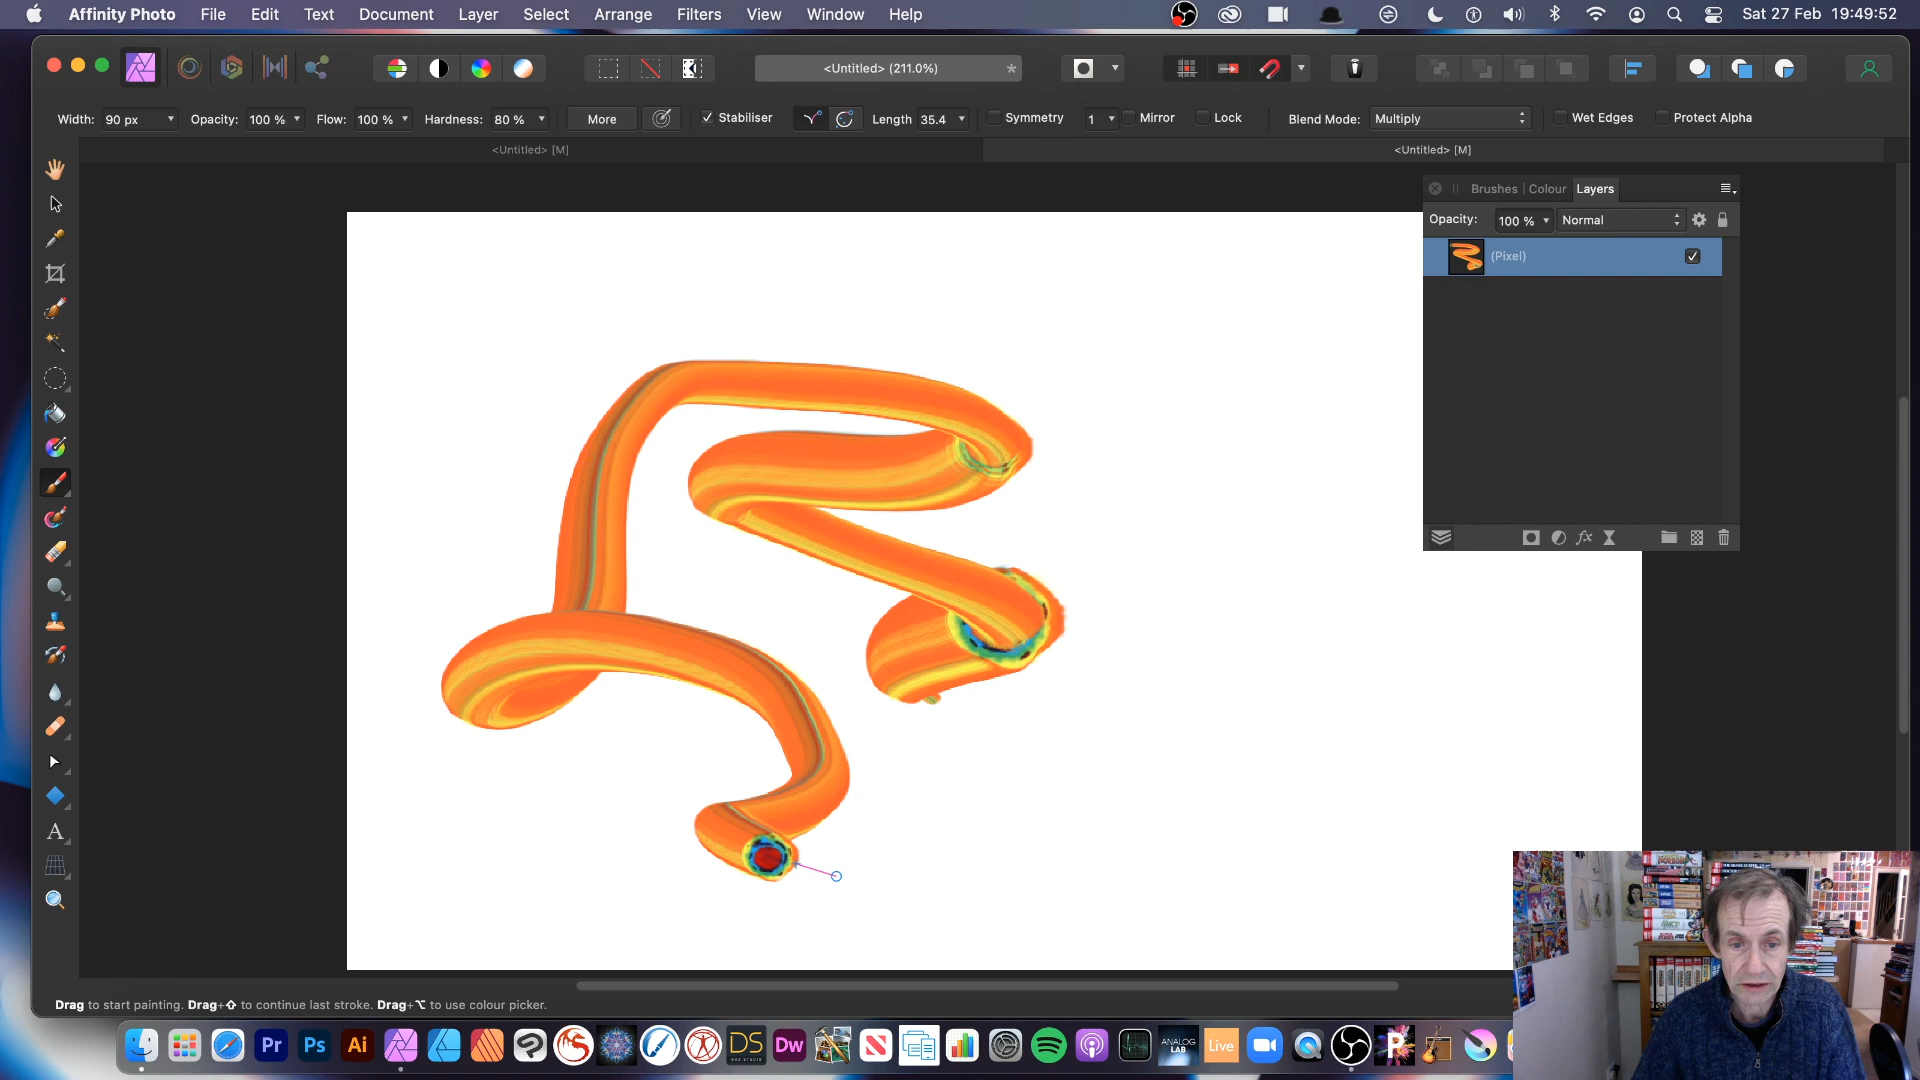 Affinity Photo File Edit Text Document Layer Select Arrange Filters View Window Help Sat 27 Feb 19:49:52
<Untitled> (211.0%) *
Width: 90 px Opacity: 100 % Flow: 100 % Hardness: 80 % More Stabiliser Length 35.4 Symmetry 1 Mirror Lock Blend Mode: Multiply Wet Edges Protect Alpha
<Untitled> [M] <Untitled> [M]
Brushes Colour Layers
Opacity: 100 % Normal
(Pixel)
fx
A
Drag to start painting. Drag+⇧ to continue last stroke. Drag+⌥ to use colour picker.
Pr Ps Ai DS Dw ANALOG LAB Live P